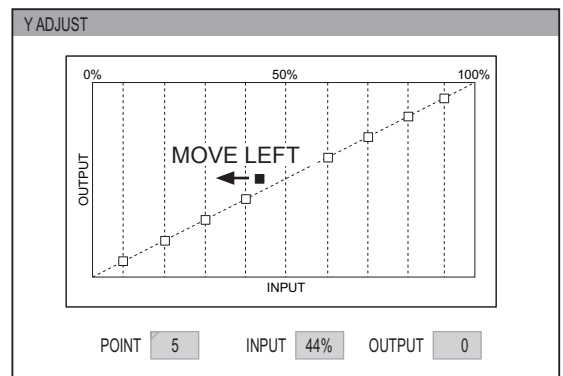 Y ADJUST
0% 50% 100%
MOVE LEFT
OUTPUT
INPUT
POINT 5 INPUT 44% OUTPUT 0